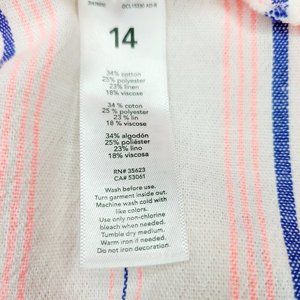 14
34% cotton
25% polyester
23% linen
18% viscose
34 % coton
25 % polyester
23 % lin
18 % viscose
34% algodón
25% poliéster
23% lino
18% viscosa
RN# 35623
CA# 53061
Wash before use.
Turn garment inside out.
Machine wash cold with
like colors.
Use only non-chlorine
bleach when needed.
Tumble dry medium.
Warm iron if needed.
Do not iron decoration.